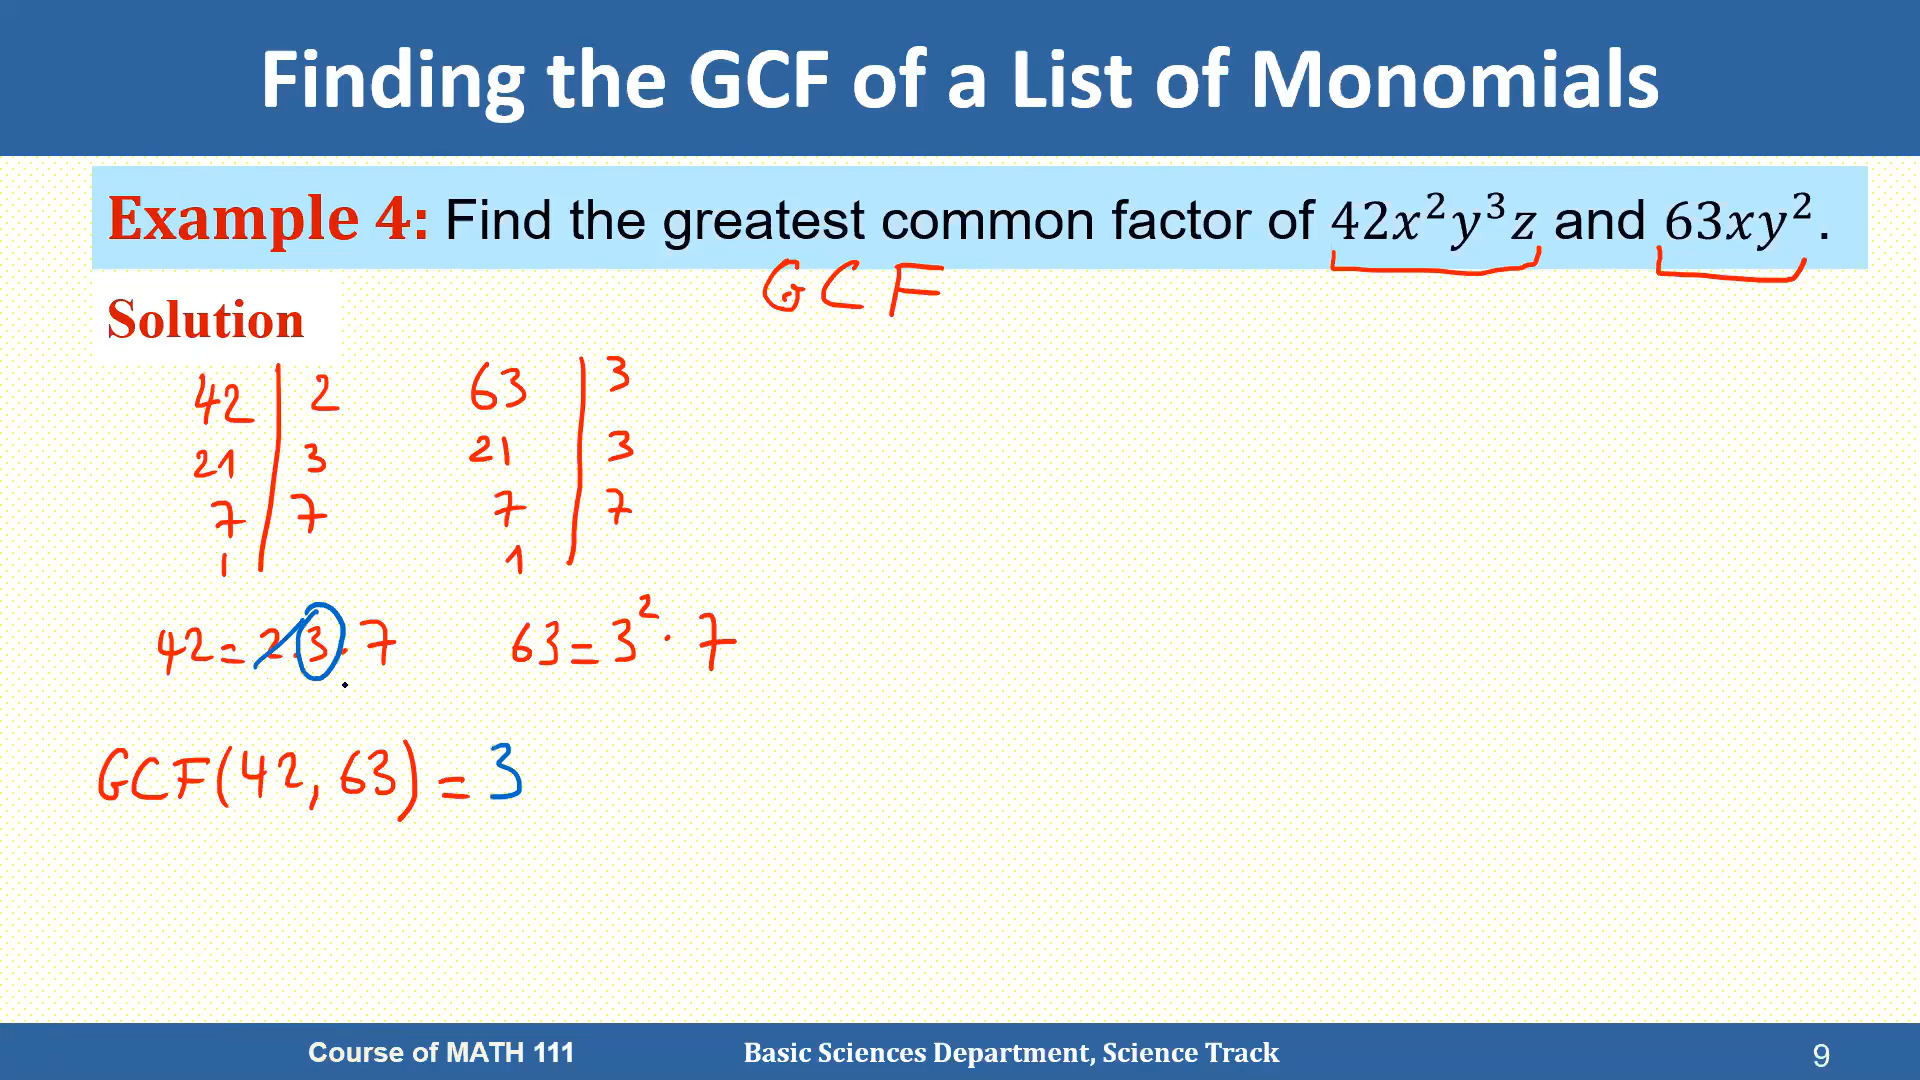 Finding the GCF of a List of Monomials
Example 4: Find the greatest common factor of 42x²y³z and 63xy².
GCF
Solution
42 | 2 63 | 3
21 | 3 21 | 3
7 | 7 7 | 7
1 1
42 = 2 · 3 · 7 63 = 3² · 7
GCF(42, 63) = 3
Course of MATH 111 Basic Sciences Department, Science Track 9